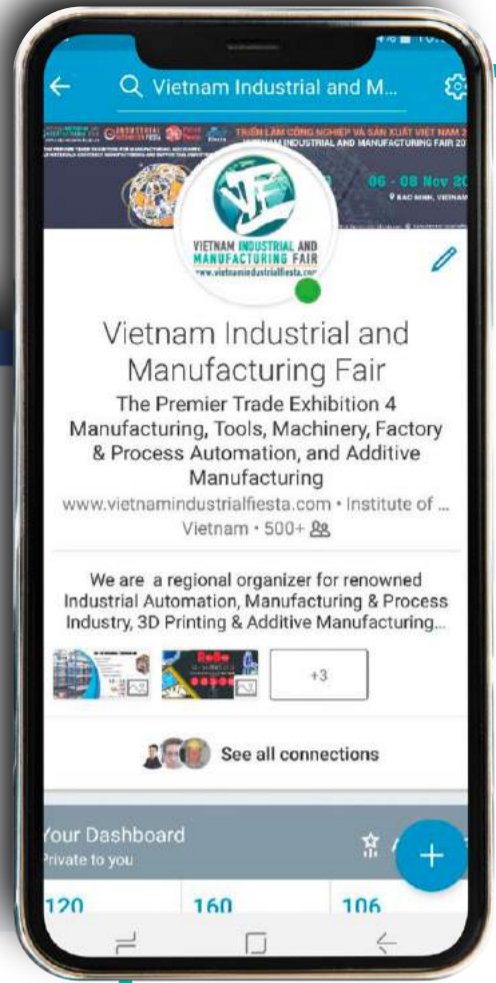 Vietnam Industrial and M...
TRIỂN LÃM CÔNG NGHIỆP VÀ SẢN XUẤT VIỆT NAM 2
INDUSTRIAL AND MANUFACTURING FAIR 20
06 - 08 Nov 20
BAC NINH, VIETNAM
VIETNAM INDUSTRIAL AND
MANUFACTURING FAIR
www.vietnamindustrialfiesta.com
Vietnam Industrial and
Manufacturing Fair
The Premier Trade Exhibition 4
Manufacturing, Tools, Machinery, Factory
& Process Automation, and Additive
Manufacturing
www.vietnamindustrialfiesta.com • Institute of ...
Vietnam • 500+
We are a regional organizer for renowned
Industrial Automation, Manufacturing & Process
Industry, 3D Printing & Additive Manufacturing...
+3
See all connections
Your Dashboard
Private to you
120 160 106